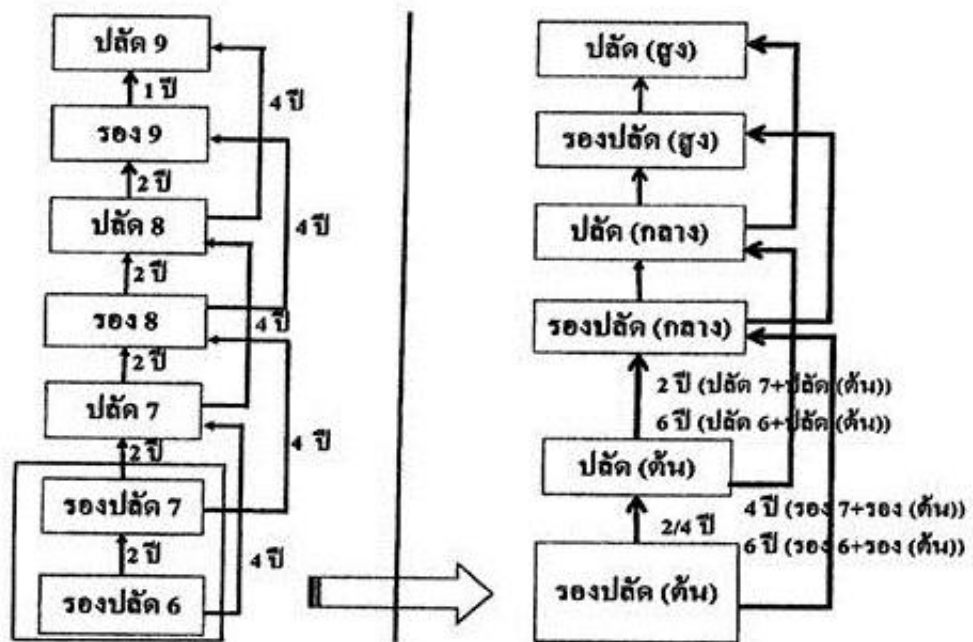 ปลัด 9
1 ปี
4 ปี
รอง 9
2 ปี
ปลัด 8
4 ปี
2 ปี
รอง 8
4 ปี
2 ปี
ปลัด 7
4 ปี
2 ปี
รองปลัด 7
2 ปี
4 ปี
รองปลัด 6
ปลัด (สูง)
รองปลัด (สูง)
ปลัด (กลาง)
รองปลัด (กลาง)
2 ปี (ปลัด 7+ปลัด (ต้น))
6 ปี (ปลัด 6+ปลัด (ต้น))
ปลัด (ต้น)
2/4 ปี
4 ปี (รอง 7+รอง (ต้น))
6 ปี (รอง 6+รอง (ต้น))
รองปลัด (ต้น)